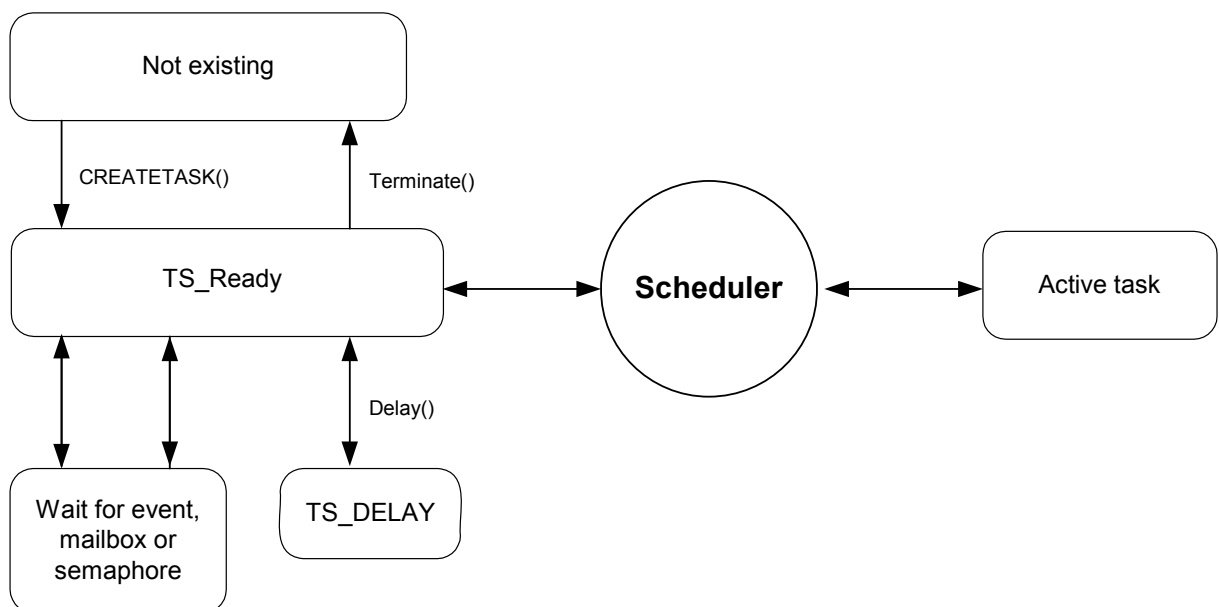 Not existing
CREATETASK()
Terminate()
TS_Ready
Scheduler
Active task
Delay()
Wait for event,
mailbox or
semaphore
TS_DELAY